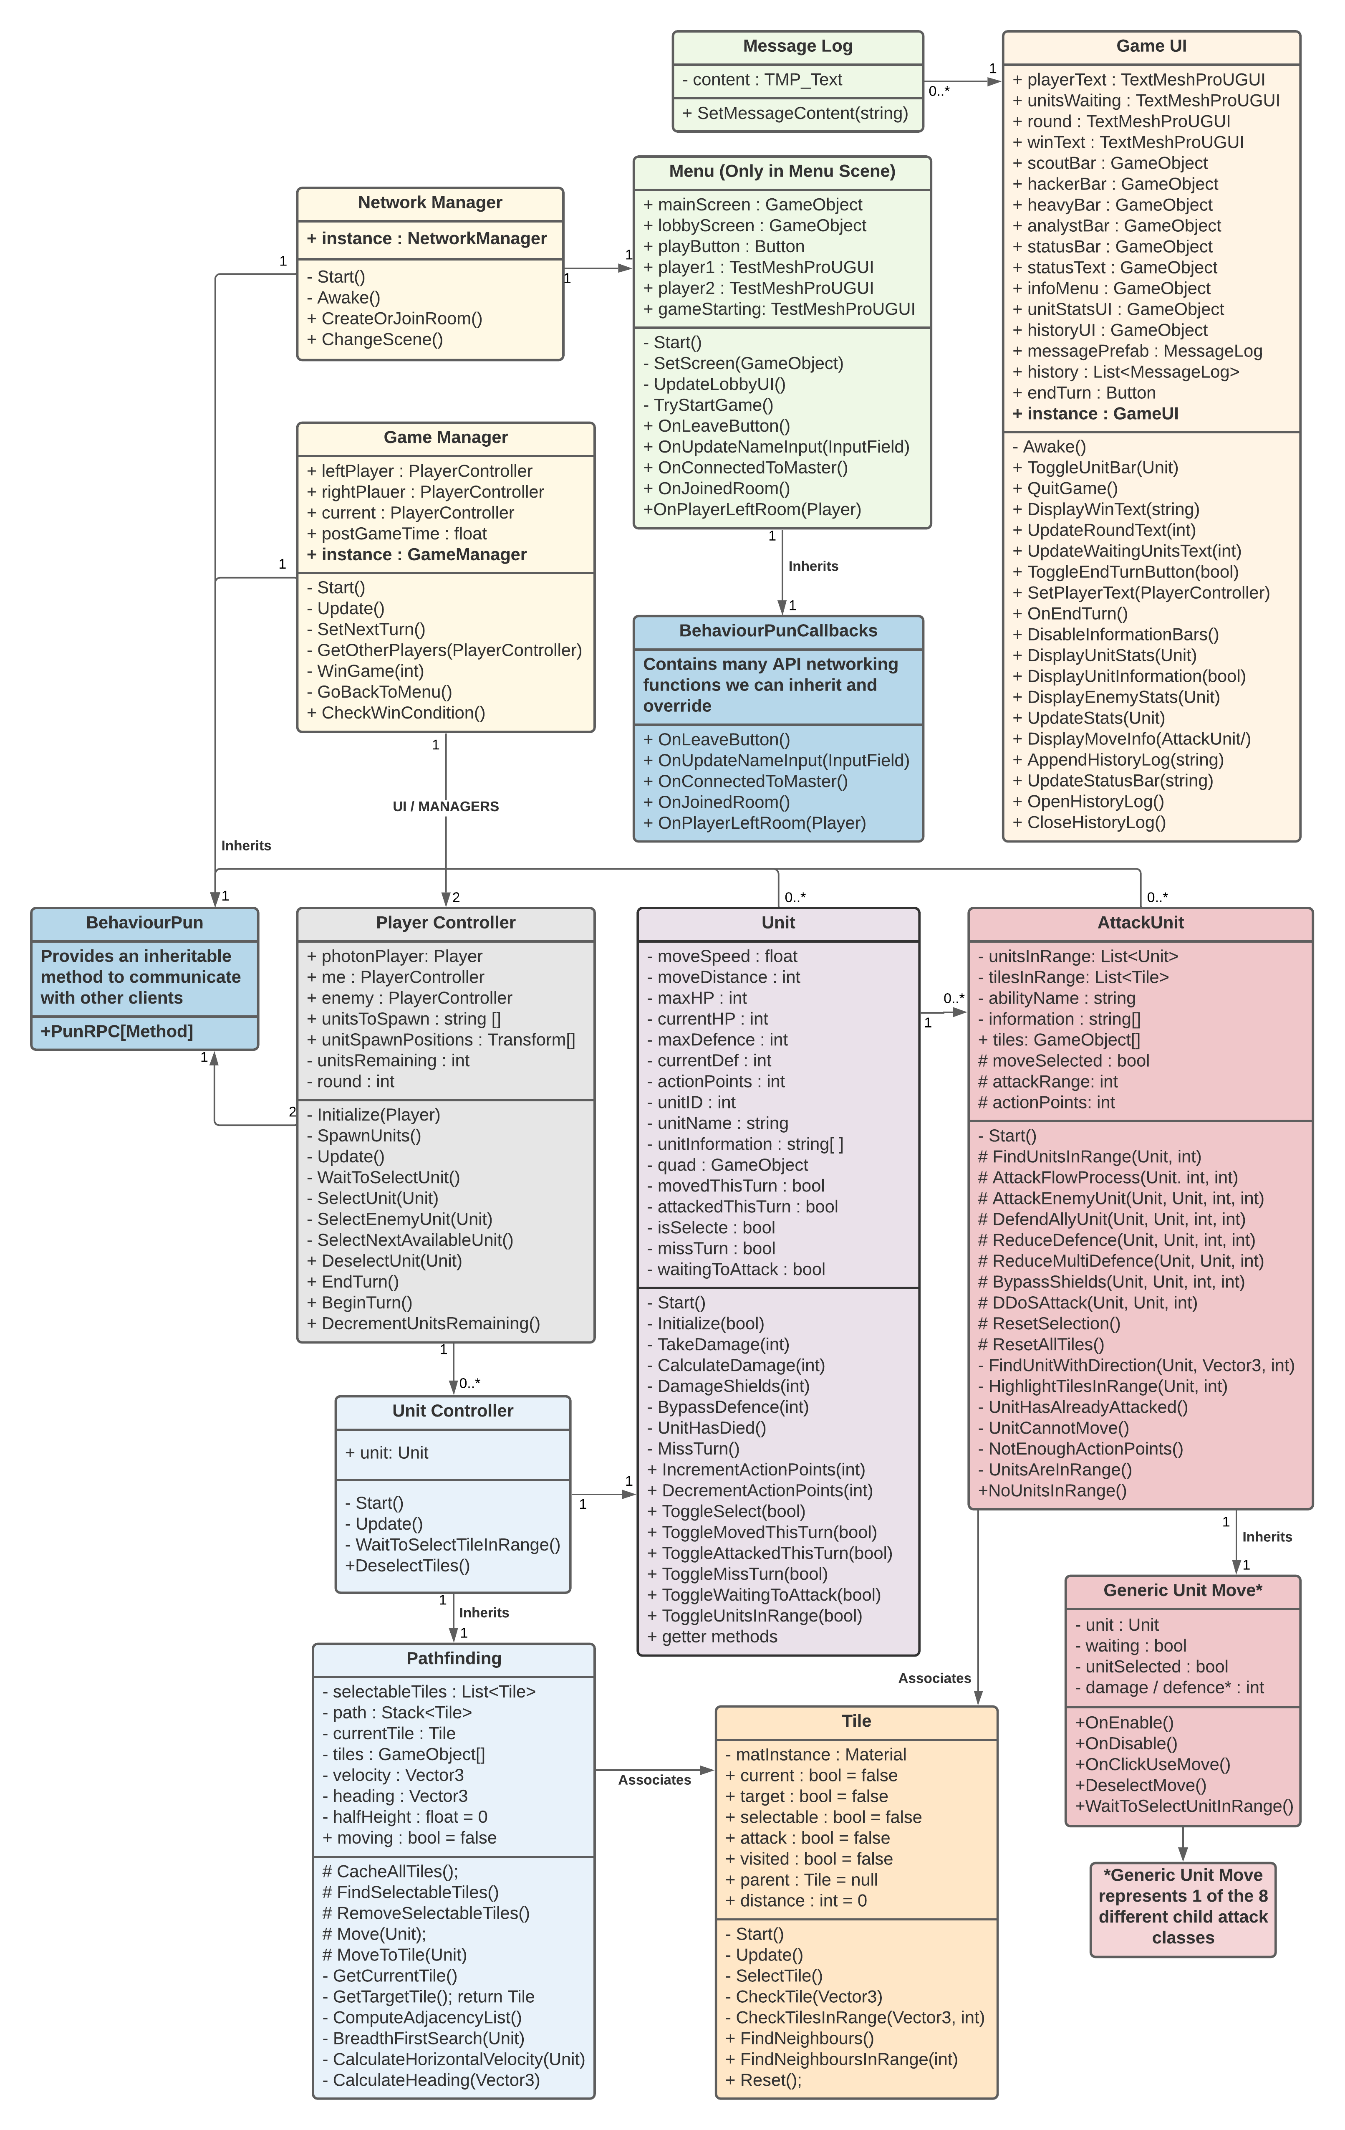 Message Log
- content : TMP_Text
+ SetMessageContent(string)
0..*
1
Game UI
+ playerText : TextMeshProUGUI
+ unitsWaiting : TextMeshProUGUI
+ round : TextMeshProUGUI
+ winText : TextMeshProUGUI
+ scoutBar : GameObject
+ hackerBar : GameObject
+ heavyBar : GameObject
+ analystBar : GameObject
+ statusBar : GameObject
+ statusText : GameObject
+ infoMenu : GameObject
+ unitStatsUI : GameObject
+ historyUI : GameObject
+ messagePrefab : MessageLog
+ history : List<MessageLog>
+ endTurn : Button
+ instance : GameUI
- Awake()
+ ToggleUnitBar(Unit)
+ QuitGame()
+ DisplayWinText(string)
+ UpdateRoundText(int)
+ UpdateWaitingUnitsText(int)
+ ToggleEndTurnButton(bool)
+ SetPlayerText(PlayerController)
+ OnEndTurn()
+ DisableInformationBars()
+ DisplayUnitStats(Unit)
+ DisplayUnitInformation(bool)
+ DisplayEnemyStats(Unit)
+ UpdateStats(Unit)
+ DisplayMoveInfo(AttackUnit/)
+ AppendHistoryLog(string)
+ UpdateStatusBar(string)
+ OpenHistoryLog()
+ CloseHistoryLog()
Network Manager
+ instance : NetworkManager
- Start()
- Awake()
+ CreateOrJoinRoom()
+ ChangeScene()
1
1
1
Menu (Only in Menu Scene)
+ mainScreen : GameObject
+ lobbyScreen : GameObject
+ playButton : Button
+ player1 : TestMeshProUGUI
+ player2 : TestMeshProUGUI
+ gameStarting: TestMeshProUGUI
- Start()
- SetScreen(GameObject)
- UpdateLobbyUI()
- TryStartGame()
+ OnLeaveButton()
+ OnUpdateNameInput(InputField)
+ OnConnectedToMaster()
+ OnJoinedRoom()
+OnPlayerLeftRoom(Player)
1
Inherits
1
BehaviourPunCallbacks
Contains many API networking
functions we can inherit and
override
+ OnLeaveButton()
+ OnUpdateNameInput(InputField)
+ OnConnectedToMaster()
+ OnJoinedRoom()
+ OnPlayerLeftRoom(Player)
Game Manager
+ leftPlayer : PlayerController
+ rightPlauer : PlayerController
+ current : PlayerController
+ postGameTime : float
+ instance : GameManager
- Start()
- Update()
- SetNextTurn()
- GetOtherPlayers(PlayerController)
- WinGame(int)
- GoBackToMenu()
+ CheckWinCondition()
1
1
UI / MANAGERS
2
Inherits
1
0..*
0..*
BehaviourPun
Provides an inheritable
method to communicate
with other clients
+PunRPC[Method]
1
2
Player Controller
+ photonPlayer: Player
+ me : PlayerController
+ enemy : PlayerController
+ unitsToSpawn : string []
+ unitSpawnPositions : Transform[]
- unitsRemaining : int
- round : int
- Initialize(Player)
- SpawnUnits()
- Update()
- WaitToSelectUnit()
- SelectUnit(Unit)
- SelectEnemyUnit(Unit)
- SelectNextAvailableUnit()
+ DeselectUnit(Unit)
+ EndTurn()
+ BeginTurn()
+ DecrementUnitsRemaining()
1
0..*
Unit Controller
+ unit: Unit
- Start()
- Update()
- WaitToSelectTileInRange()
+DeselectTiles()
1
1
1
Inherits
1
Pathfinding
- selectableTiles : List<Tile>
- path : Stack<Tile>
- currentTile : Tile
- tiles : GameObject[]
- velocity : Vector3
- heading : Vector3
- halfHeight : float = 0
+ moving : bool = false
# CacheAllTiles();
# FindSelectableTiles()
# RemoveSelectableTiles()
# Move(Unit);
# MoveToTile(Unit)
- GetCurrentTile()
- GetTargetTile(); return Tile
- ComputeAdjacencyList()
- BreadthFirstSearch(Unit)
- CalculateHorizontalVelocity(Unit)
- CalculateHeading(Vector3)
Associates
Unit
- moveSpeed : float
- moveDistance : int
- maxHP : int
- currentHP : int
- maxDefence : int
- currentDef : int
- actionPoints : int
- unitID : int
- unitName : string
- unitInformation : string[ ]
- quad : GameObject
- movedThisTurn : bool
- attackedThisTurn : bool
- isSelecte : bool
- missTurn : bool
- waitingToAttack : bool
- Start()
- Initialize(bool)
- TakeDamage(int)
- CalculateDamage(int)
- DamageShields(int)
- BypassDefence(int)
- UnitHasDied()
- MissTurn()
+ IncrementActionPoints(int)
+ DecrementActionPoints(int)
+ ToggleSelect(bool)
+ ToggleMovedThisTurn(bool)
+ ToggleAttackedThisTurn(bool)
+ ToggleMissTurn(bool)
+ ToggleWaitingToAttack(bool)
+ ToggleUnitsInRange(bool)
+ getter methods
1
0..*
AttackUnit
- unitsInRange: List<Unit>
- tilesInRange: List<Tile>
- abilityName : string
- information : string[]
+ tiles: GameObject[]
# moveSelected : bool
# attackRange: int
# actionPoints: int
- Start()
# FindUnitsInRange(Unit, int)
# AttackFlowProcess(Unit. int, int)
# AttackEnemyUnit(Unit, Unit, int, int)
# DefendAllyUnit(Unit, Unit, int, int)
# ReduceDefence(Unit, Unit, int, int)
# ReduceMultiDefence(Unit, Unit, int)
# BypassShields(Unit, Unit, int, int)
# DDoSAttack(Unit, Unit, int)
# ResetSelection()
# ResetAllTiles()
- FindUnitWithDirection(Unit, Vector3, int)
- HighlightTilesInRange(Unit, int)
- UnitHasAlreadyAttacked()
- UnitCannotMove()
- NotEnoughActionPoints()
- UnitsAreInRange()
+NoUnitsInRange()
1
Inherits
1
Associates
Tile
- matInstance : Material
+ current : bool = false
+ target : bool = false
+ selectable : bool = false
+ attack : bool = false
+ visited : bool = false
+ parent : Tile = null
+ distance : int = 0
- Start()
- Update()
- SelectTile()
- CheckTile(Vector3)
- CheckTilesInRange(Vector3, int)
+ FindNeighbours()
+ FindNeighboursInRange(int)
+ Reset();
Generic Unit Move*
- unit : Unit
- waiting : bool
- unitSelected : bool
- damage / defence* : int
+OnEnable()
+OnDisable()
+OnClickUseMove()
+DeselectMove()
+WaitToSelectUnitInRange()
*Generic Unit Move
represents 1 of the 8
different child attack
classes